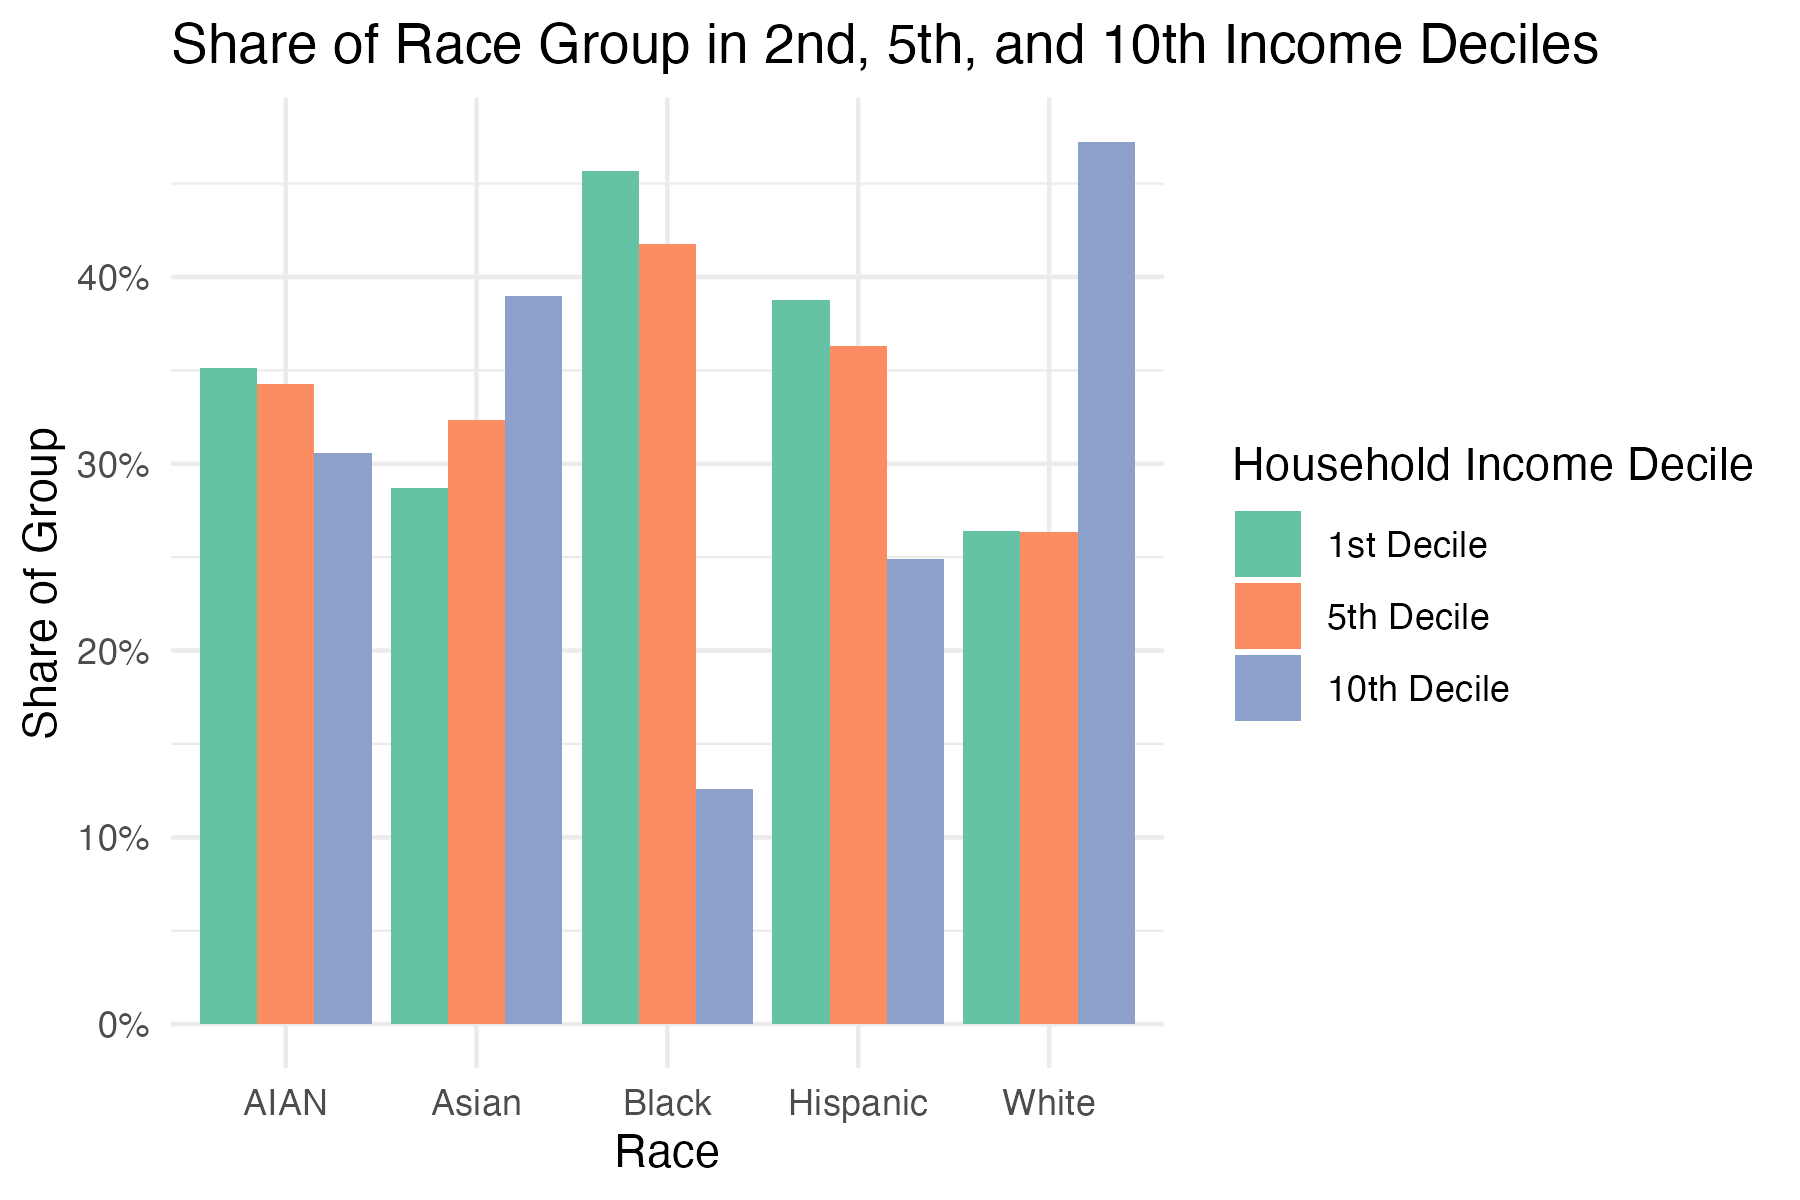 Share of Race Group in 2nd, 5th, and 10th Income Deciles
Share of Group
40%
30%
20%
10%
0%
AIAN
Asian
Black
Hispanic
White
Race
Household Income Decile
1st Decile
5th Decile
10th Decile